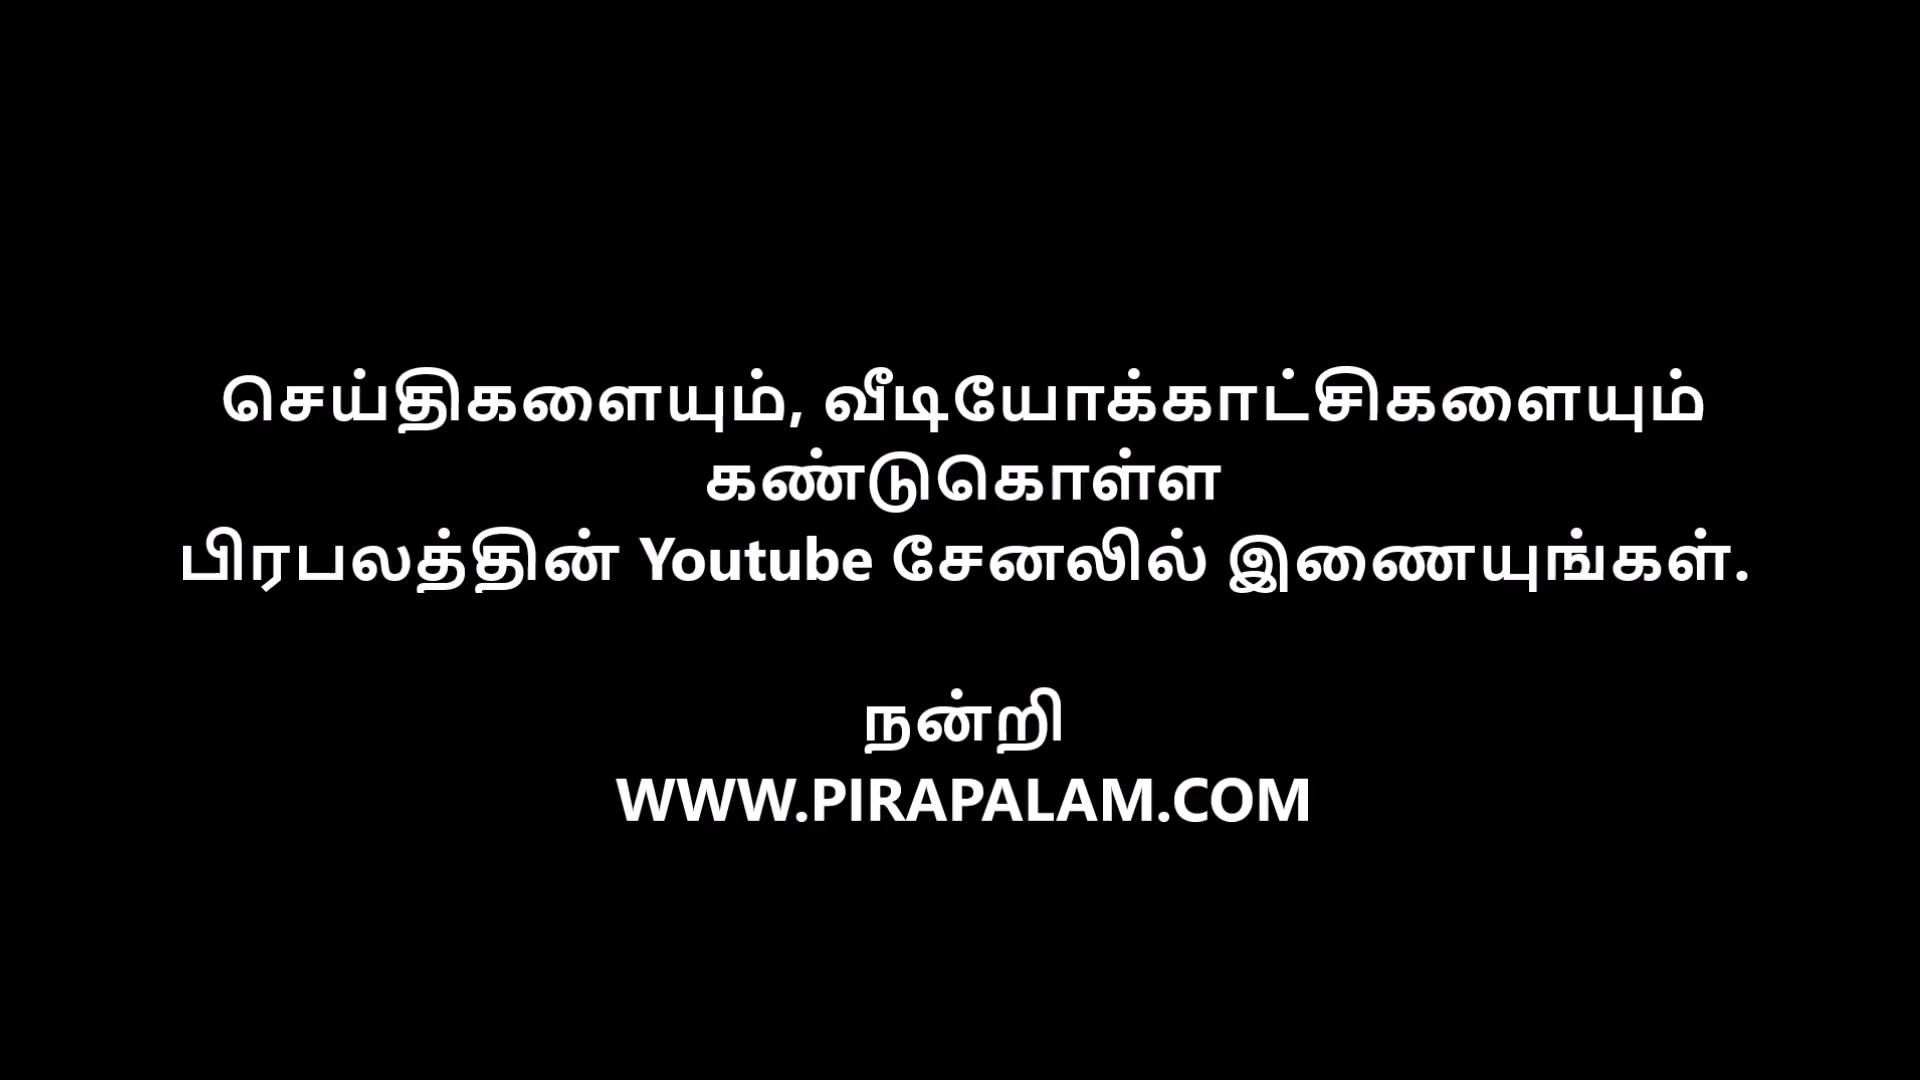 செய்திகளையும், வீடியோக்காட்சிகளையும்
கண்டுகொள்ள
பிரபலத்தின் Youtube சேனலில் இணையுங்கள்.
நன்றி
WWW.PIRAPALAM.COM